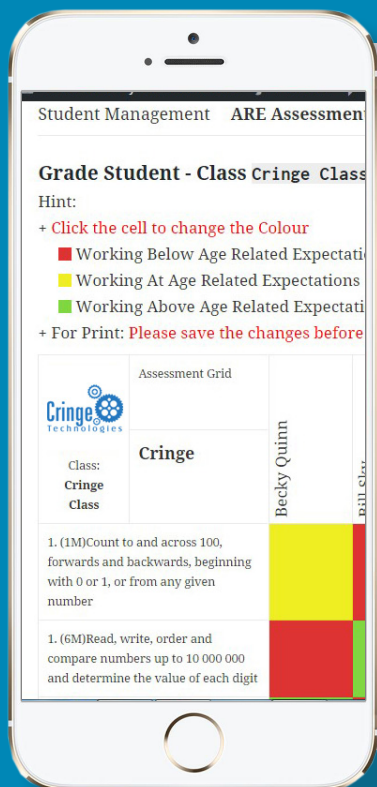 Student Management ARE Assessment
Grade Student - Class Cringe Class
Hint:
+ Click the cell to change the Colour
Working Below Age Related Expectati
Working At Age Related Expectations
Working Above Age Related Expectati
+ For Print: Please save the changes before
Assessment Grid
Cringe
Technologies
Class:
Cringe
Class
Cringe
Becky Quinn
1. (1M)Count to and across 100,
forwards and backwards, beginning
with 0 or 1, or from any given
number
1. (6M)Read, write, order and
compare numbers up to 10 000 000
and determine the value of each digit